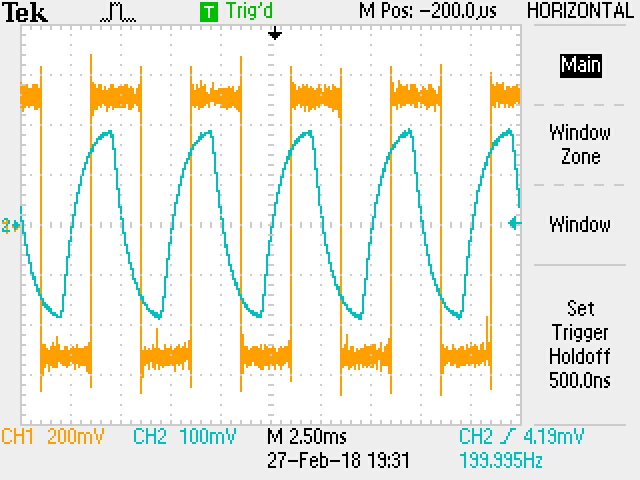 Tek T Trig'd M Pos: -200.0µs HORIZONTAL
Main
Window
Zone
Window
2
Set
Trigger
Holdoff
500.0ns
CH1 200mV CH2 100mV M 2.50ms CH2 4.19mV
27-Feb-18 19:31 199.995Hz